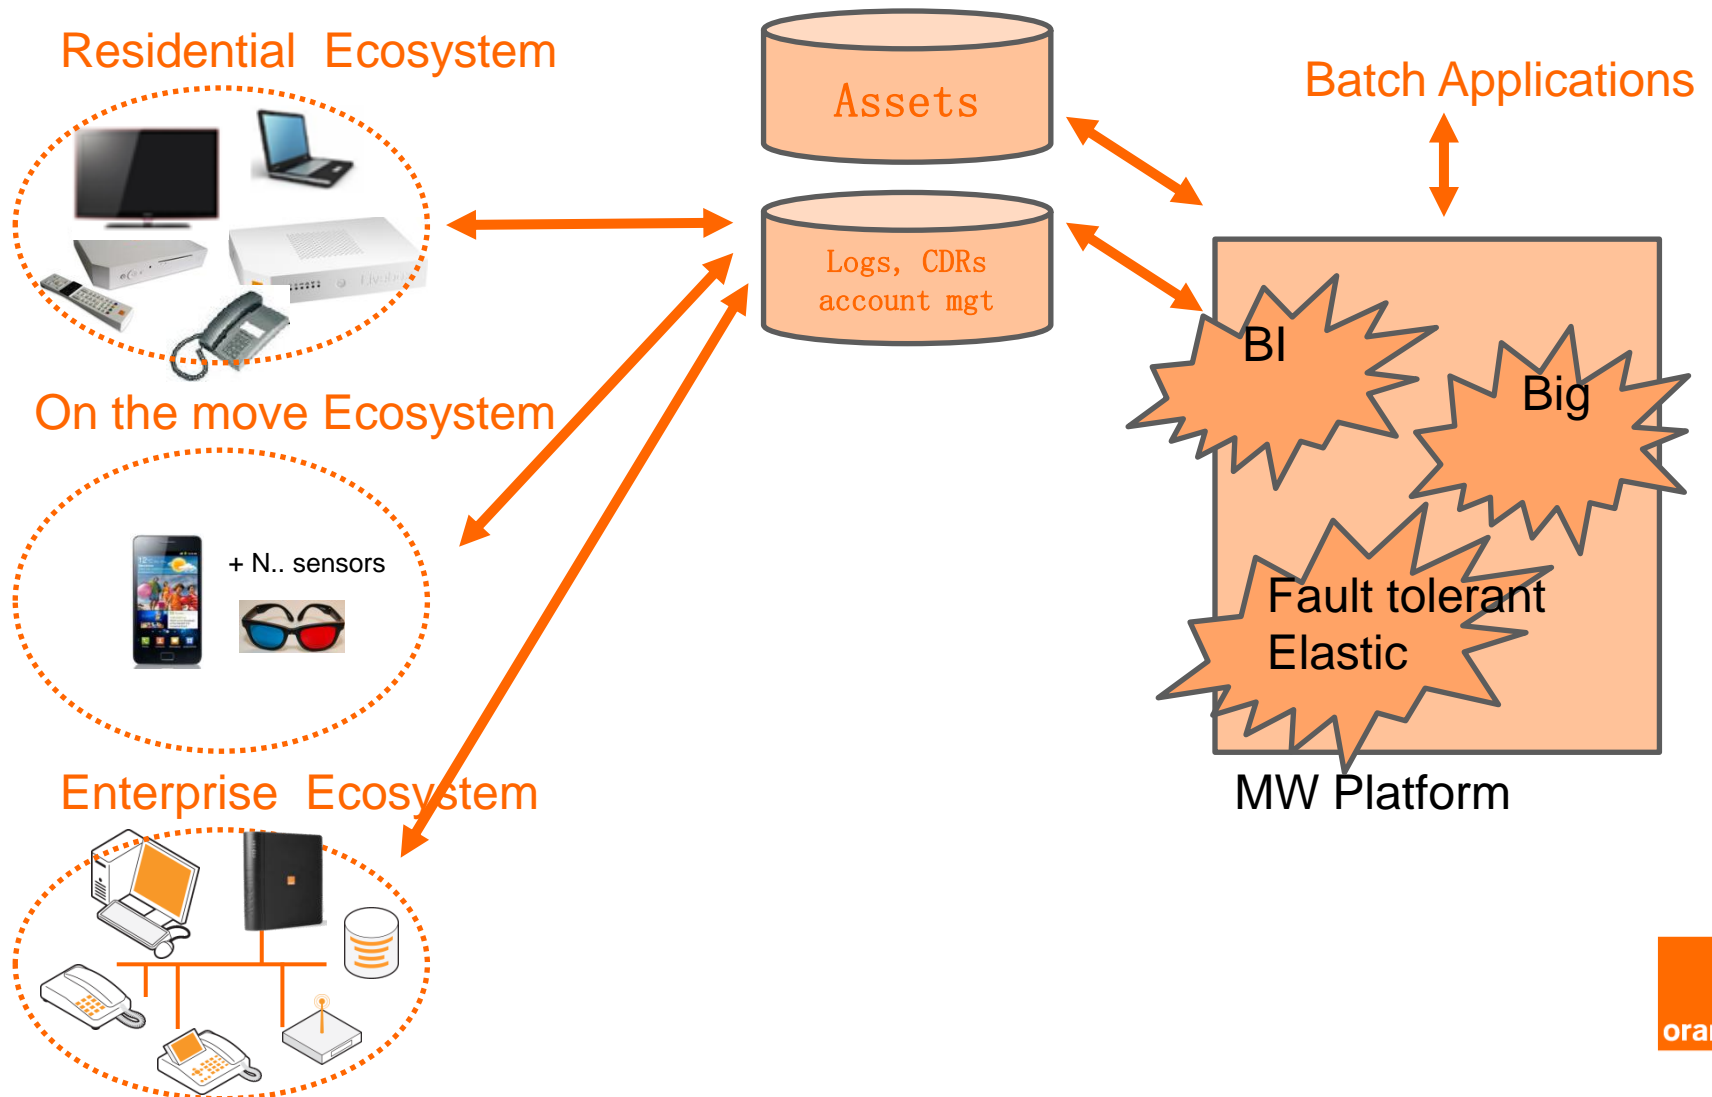 Residential Ecosystem
Assets
Batch Applications
Logs, CDRs
account mgt
BI
Big
On the move Ecosystem
+ N.. sensors
Fault tolerant
Elastic
Enterprise Ecosystem
MW Platform